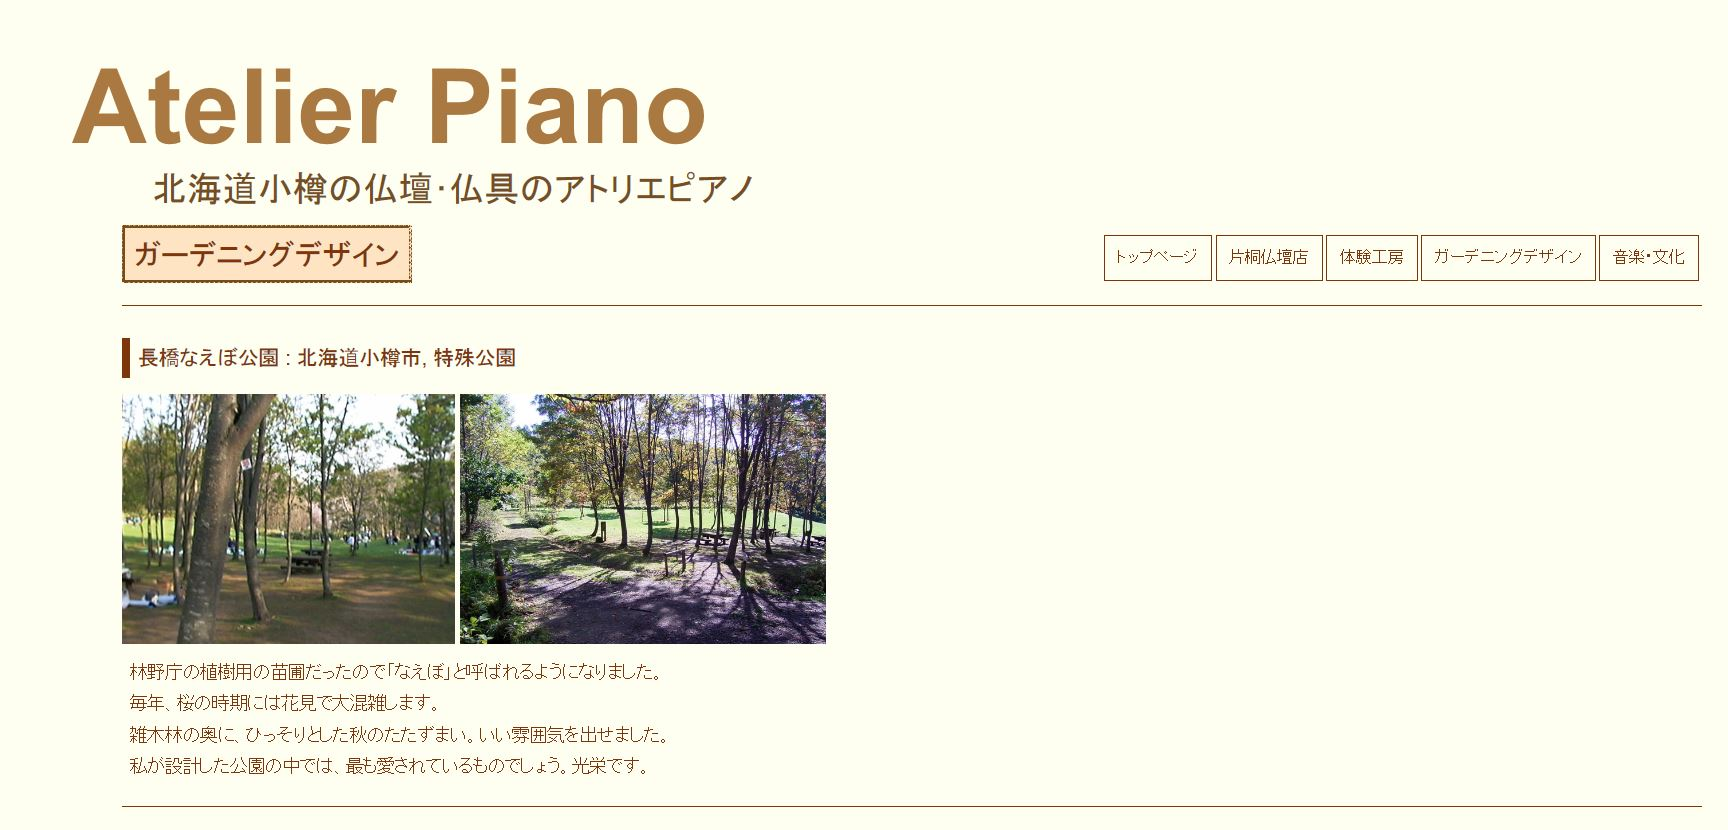 Atelier Piano
北海道小樽の仏壇･仏具のアトリエピアノ
ガーデニングデザイン
トップページ
片桐仏壇店
体験工房
ガーデニングデザイン
音楽・文化
長橋なえぼ公園 : 北海道小樽市, 特殊公園
林野庁の植樹用の苗圃だったので「なえぼ」と呼ばれるようになりました。
毎年、桜の時期には花見で大混雑します。
雑木林の奥に、ひっそりとした秋のたたずまい。いい雰囲気を出せました。
私が設計した公園の中では、最も愛されているものでしょう。光栄です。